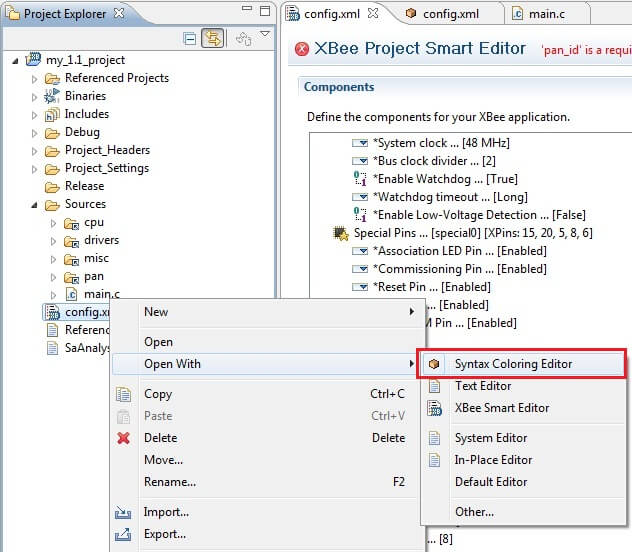 Project Explorer
my_1.1_project
Referenced Projects
Binaries
Includes
Debug
Project_Headers
Project_Settings
Release
Sources
cpu
drivers
misc
pan
main.c
config.xm
Reference
SaAnalys
config.xml
config.xml
main.c
XBee Project Smart Editor
'pan_id' is a requi
Components
Define the components for your XBee application.
*System clock ... [48 MHz]
*Bus clock divider ... [2]
*Enable Watchdog ... [True]
*Watchdog timeout ... [Long]
*Enable Low-Voltage Detection ... [False]
Special Pins ... [special0] [XPins: 15, 20, 5, 8, 6]
*Association LED Pin ... [Enabled]
*Commissioning Pin ... [Enabled]
*Reset Pin ... [Enabled]
... [Enabled]
M Pin ... [Enabled]
... [8]
New
Open
Open With
Copy Ctrl+C
Paste Ctrl+V
Delete Delete
Move...
Rename... F2
Import...
Export...
Syntax Coloring Editor
Text Editor
XBee Smart Editor
System Editor
In-Place Editor
Default Editor
Other...